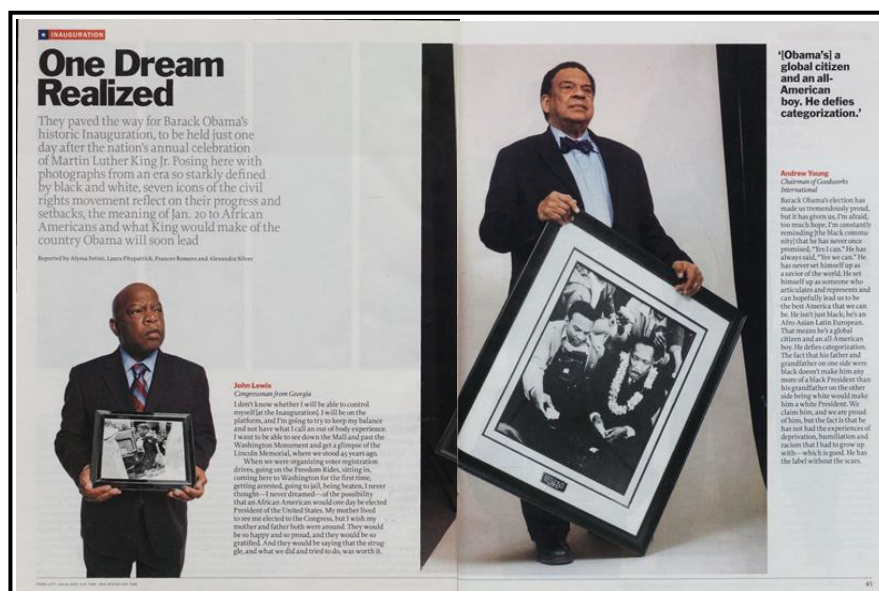 INAUGURATION
One Dream
Realized
They paved the way for Barack Obama's
historic Inauguration, to be held just one
day after the nation's annual celebration
of Martin Luther King Jr. Posing here with
photographs from an era so starkly defined
by black and white, seven icons of the civil
rights movement reflect on their progress and
setbacks, the meaning of Jan. 20 to African
Americans and what King would make of the
country Obama will soon lead
Reported by Alyssa Fetini, Laura Fitzpatrick, Frances Romero and Alexandra Silver
John Lewis
Congressman from Georgia
I don't know whether I will be able to control
myself [at the Inauguration]. I will be on the
platform, and I'm going to try to keep my balance
and not have what I call an out-of-body experience.
I want to be able to see down the Mall and past the
Washington Monument and get a glimpse of the
Lincoln Memorial, where we stood 45 years ago.
When we were organizing voter registration
drives, going on the Freedom Rides, sitting in,
coming here to Washington for the first time,
getting arrested, going to jail, being beaten, I never
thought—I never dreamed—of the possibility
that an African American would one day be elected
President of the United States. My mother lived
to see me elected to the Congress, but I wish my
mother and father both were around. They would
be so happy and so proud, and they would be so
gratified. And they would be saying that the strug-
gle, and what we did and tried to do, was worth it.
'[Obama's] a
global citizen
and an all-
American
boy. He defies
categorization.'
Andrew Young
Chairman of Goodworks
International
Barack Obama's election has
made us tremendously proud,
but it has given us, I'm afraid,
too much hope. I'm constantly
reminding [the black commu-
nity] that he has never once
promised, "Yes I can." He has
always said, "Yes we can." He
has never set himself up as
a savior of the world. He set
himself up as someone who
articulates and represents and
can hopefully lead us to be
the best America that we can
be. He isn't just black; he's an
Afro-Asian Latin European.
That means he's a global
citizen and an all-American
boy. He defies categorization.
The fact that his father and
grandfather on one side were
black doesn't make him any
more of a black President than
his grandfather on the other
side being white would make
him a white President. We
claim him, and we are proud
of him, but the fact is that he
has not had the experiences of
deprivation, humiliation and
racism that I had to grow up
with—which is good. He has
the label without the scars.